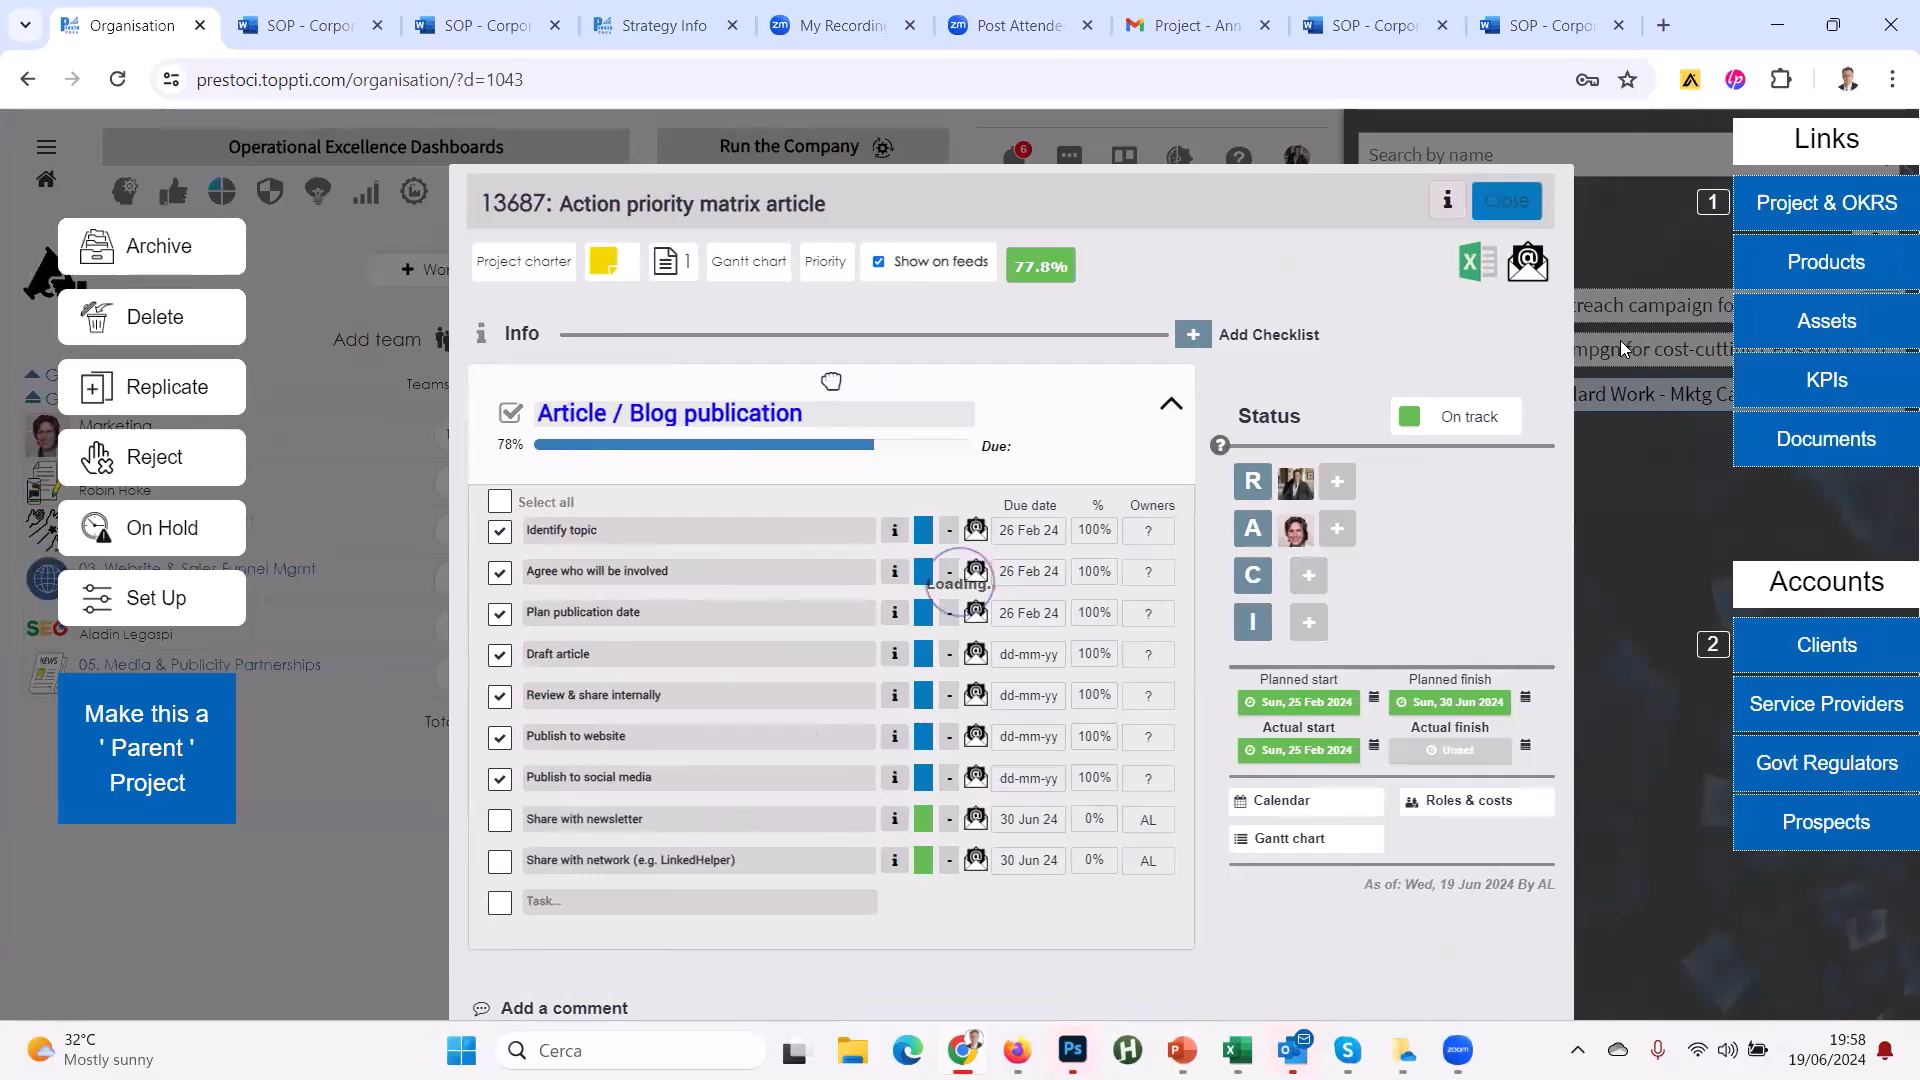 Organisation
SOP - Corpor
SOP - Corpor
Strategy Info
My Recording
Post Attende
Project - Ann
SOP - Corpor
SOP - Corpor
prestoci.toppti.com/organisation/?d=1043
Operational Excellence Dashboards
Run the Company
6
Search by name
Links
13687: Action priority matrix article
Close
1
Project & OKRS
Archive
Project charter
1
Gantt chart
Priority
Show on feeds
77.8%
Products
Delete
Add team
Info
Add Checklist
Assets
Replicate
Teams
Article / Blog publication
78%
Due:
Status
On track
KPIs
Marketing
Reject
Robin Hoke
Documents
Select all
Due date
%
Owners
Identify topic
26 Feb 24
100%
?
R
On Hold
Agree who will be involved
Loading.
26 Feb 24
100%
?
A
03. Website & Sales Funnel Mgmt
Set Up
Plan publication date
26 Feb 24
100%
?
C
Accounts
SEO
Aladin Legaspi
Draft article
dd-mm-yy
100%
?
I
2
Clients
NEWS
05. Media & Publicity Partnerships
Review & share internally
dd-mm-yy
100%
?
Planned start
Planned finish
Sun, 25 Feb 2024
Sun, 30 Jun 2024
Service Providers
Make this a
' Parent '
Project
Publish to website
dd-mm-yy
100%
?
Actual start
Actual finish
Sun, 25 Feb 2024
Unset
Govt Regulators
Publish to social media
dd-mm-yy
100%
?
Calendar
Roles & costs
Share with newsletter
30 Jun 24
0%
AL
Prospects
Gantt chart
Share with network (e.g. LinkedHelper)
30 Jun 24
0%
AL
As of: Wed, 19 Jun 2024 By AL
Task...
Add a comment
32°C
Mostly sunny
Cerca
19:58
19/06/2024